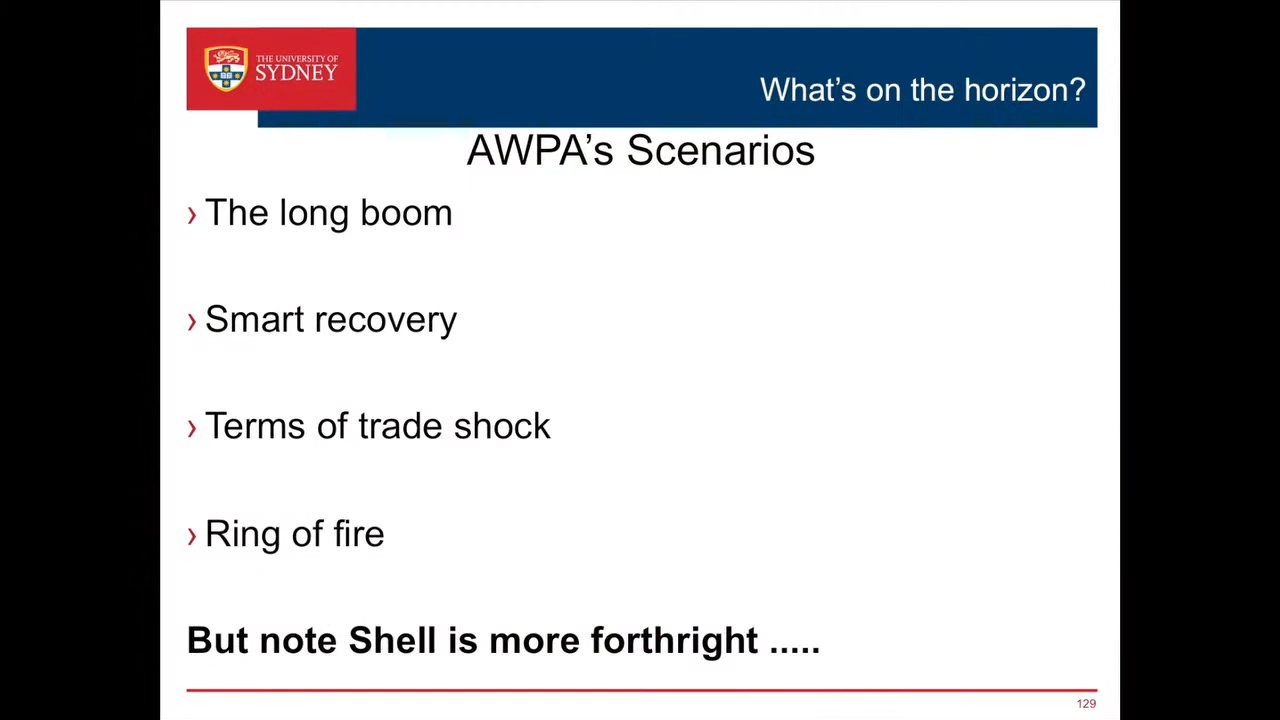 THE UNIVERSITY OF
SYDNEY
What's on the horizon?
AWPA's Scenarios
› The long boom
› Smart recovery
› Terms of trade shock
› Ring of fire
But note Shell is more forthright .....
129